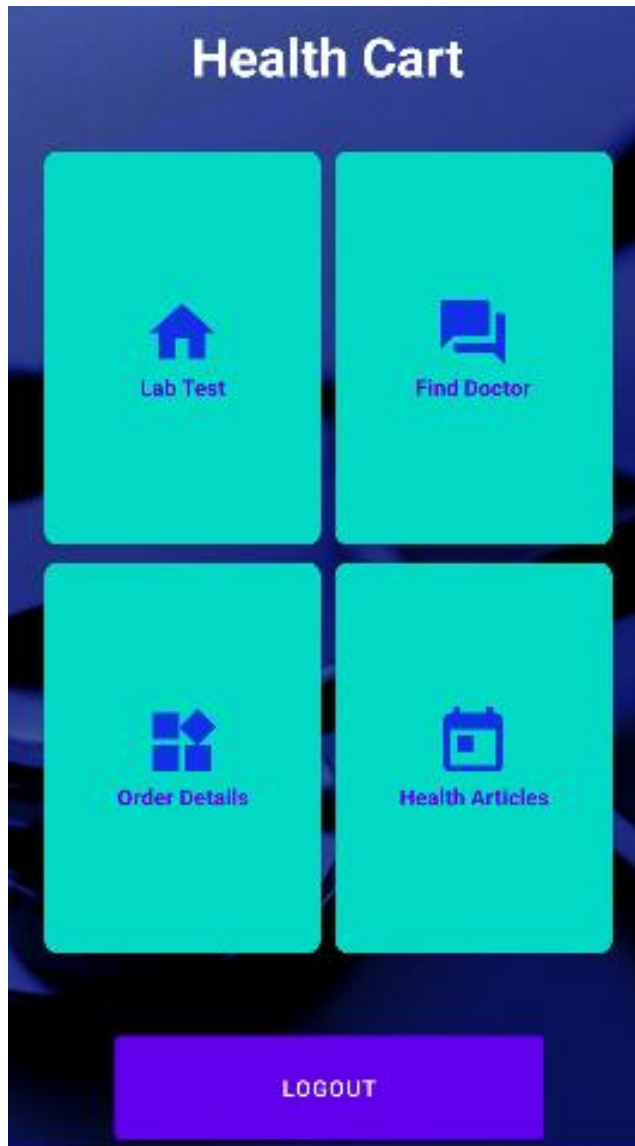 Health Cart
Lab Test
Find Doctor
Order Details
Health Articles
LOGOUT